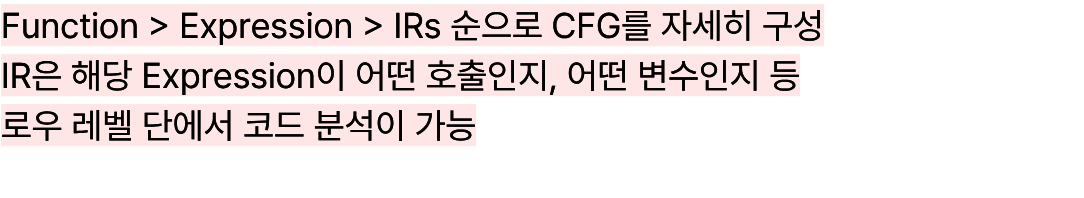 Function > Expression > IRs 순으로 CFG를 자세히 구성
IR은 해당 Expression이 어떤 호출인지, 어떤 변수인지 등
로우 레벨 단에서 코드 분석이 가능